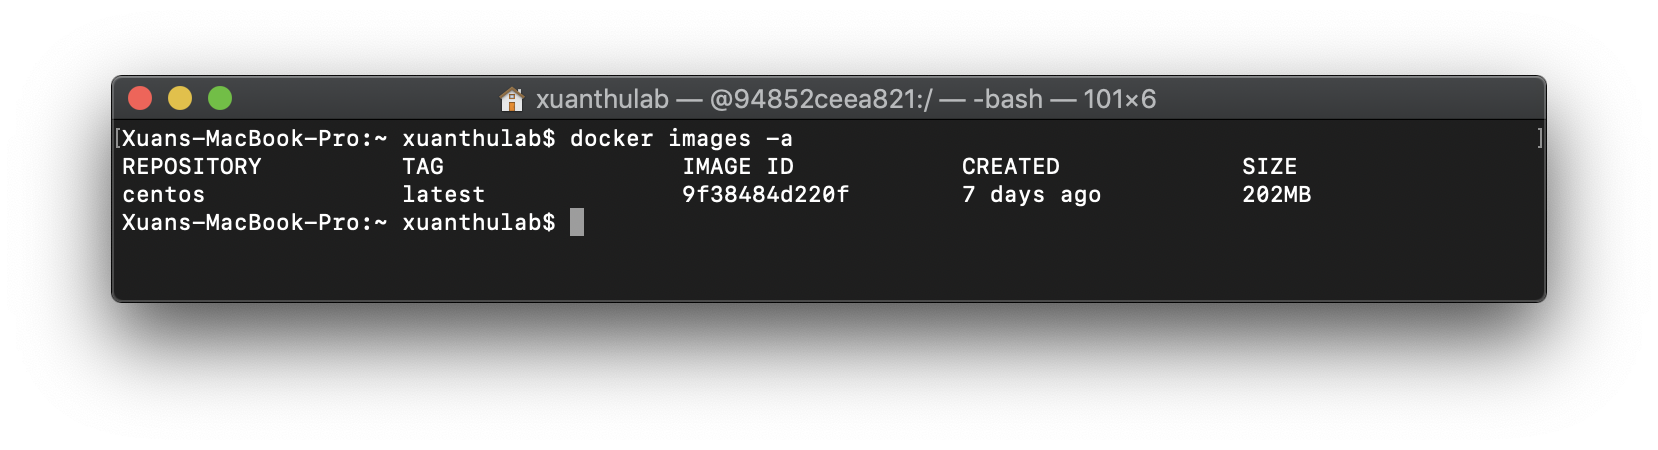 xuanthulab — @94852ceea821:/ — -bash — 101×6
[Xuans-MacBook-Pro:~ xuanthulab$ docker images -a ]
REPOSITORY TAG IMAGE ID CREATED SIZE
centos latest 9f38484d220f 7 days ago 202MB
Xuans-MacBook-Pro:~ xuanthulab$